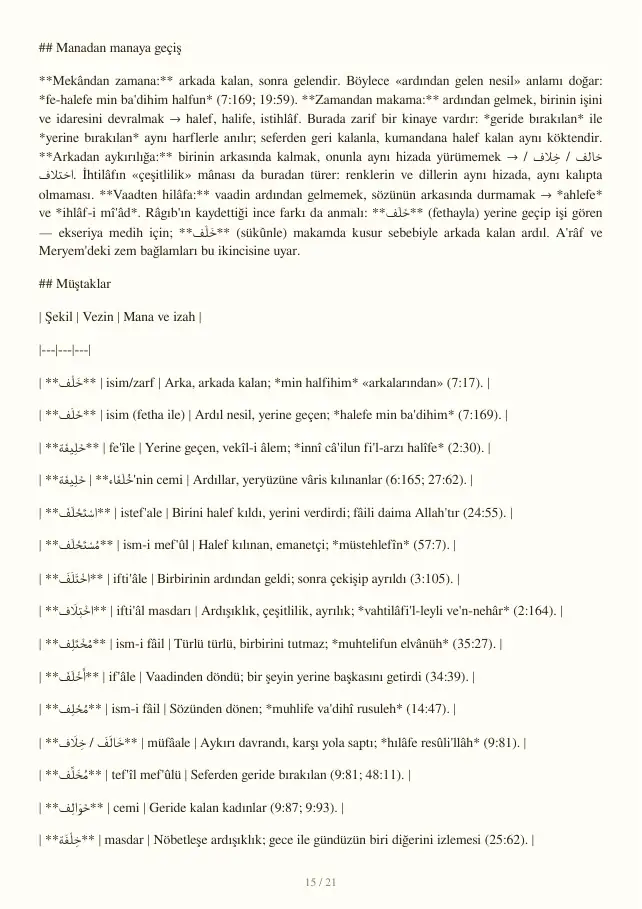 ## Manadan manaya geçiş
**Mekândan zamana:** arkada kalan, sonra gelendir. Böylece «ardından gelen nesil» anlamı doğar:
*fe-halefe min ba'dihim halfun* (7:169; 19:59). **Zamandan makama:** ardından gelmek, birinin işini
ve idaresini devralmak → halef, halife, istihlâf. Burada zarif bir kinaye vardır: *geride bırakılan* ile
*yerine bırakılan* aynı harflerle anılır; seferden geri kalanla, kumandana halef kalan aynı köktendir.
**Arkadan aykırılığa:** birinin arkasında kalmak, onunla aynı hizada yürümemek → خالف / خِلاف /
اختلاف. İhtilâfın «çeşitlilik» mânası da buradan türer: renklerin ve dillerin aynı hizada, aynı kalıpta
olmaması. **Vaadten hilâfa:** vaadin ardından gelmemek, sözünün arkasında durmamak → *ahlefe*
ve *ihlâf-i mî'âd*. Râgıb'ın kaydettiği ince farkı da anmalı: **خَلَف** (fethayla) yerine geçip işi gören
— ekseriya medih için; **خَلْف** (sükûnle) makamda kusur sebebiyle arkada kalan ardıl. A'râf ve
Meryem'deki zem bağlamları bu ikincisine uyar.
## Müştaklar
| Şekil | Vezin | Mana ve izah |
|---|---|---|
| **خَلْف** | isim/zarf | Arka, arkada kalan; *min halfihim* «arkalarından» (7:17). |
| **خَلَف** | isim (fetha ile) | Ardıl nesil, yerine geçen; *halefe min ba'dihim* (7:169). |
| **خَلِيفَة** | fe'île | Yerine geçen, vekîl-i âlem; *innî câ'ilun fi'l-arzı halîfe* (2:30). |
| **خُلَفَاء** | خَلِيفَة'nin cemi | Ardıllar, yeryüzüne vâris kılınanlar (6:165; 27:62). |
| **اسْتَخْلَفَ** | istef'ale | Birini halef kıldı, yerini verdirdi; fâili daima Allah'tır (24:55). |
| **مُسْتَخْلَف** | ism-i mef'ûl | Halef kılınan, emanetçi; *müstehlefîn* (57:7). |
| **اخْتَلَفَ** | ifti'âle | Birbirinin ardından geldi; sonra çekişip ayrıldı (3:105). |
| **اخْتِلَاف** | ifti'âl masdarı | Ardışıklık, çeşitlilik, ayrılık; *vahtilâfi'l-leyli ve'n-nehâr* (2:164). |
| **مُخْتَلِف** | ism-i fâil | Türlü türlü, birbirini tutmaz; *muhtelifun elvânüh* (35:27). |
| **أَخْلَفَ** | if'âle | Vaadinden döndü; bir şeyin yerine başkasını getirdi (34:39). |
| **مُخْلِف** | ism-i fâil | Sözünden dönen; *muhlife va'dihî rusuleh* (14:47). |
| **خَالَفَ / خِلَاف** | müfâale | Aykırı davrandı, karşı yola saptı; *hılâfe resûli'llâh* (9:81). |
| **مُخَلَّف** | tef'îl mef'ûlü | Seferden geride bırakılan (9:81; 48:11). |
| **خَوَالِف** | cemi | Geride kalan kadınlar (9:87; 9:93). |
| **خِلْفَة** | masdar | Nöbetleşe ardışıklık; gece ile gündüzün biri diğerini izlemesi (25:62). |
15 / 21